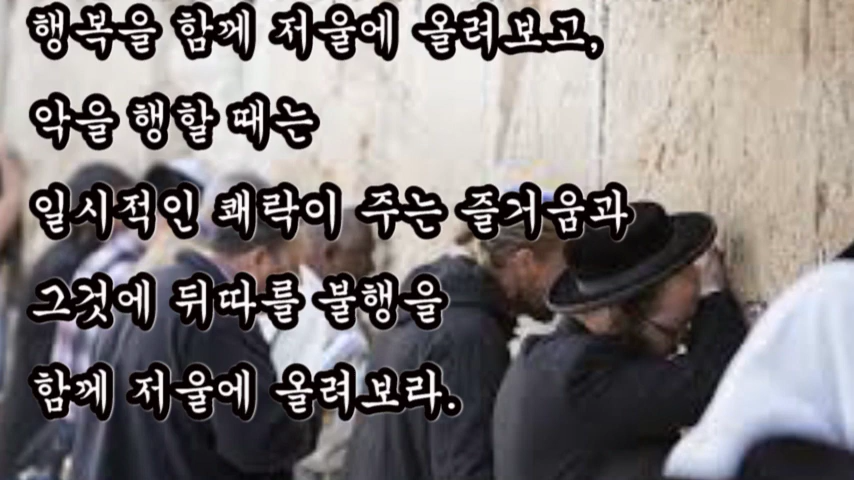 행복을 함께 저울에 올려보고,
악을 행할 때는
일시적인 쾌락이 주는 즐거움과
그것에 뒤따를 불행을
함께 저울에 올려보라.